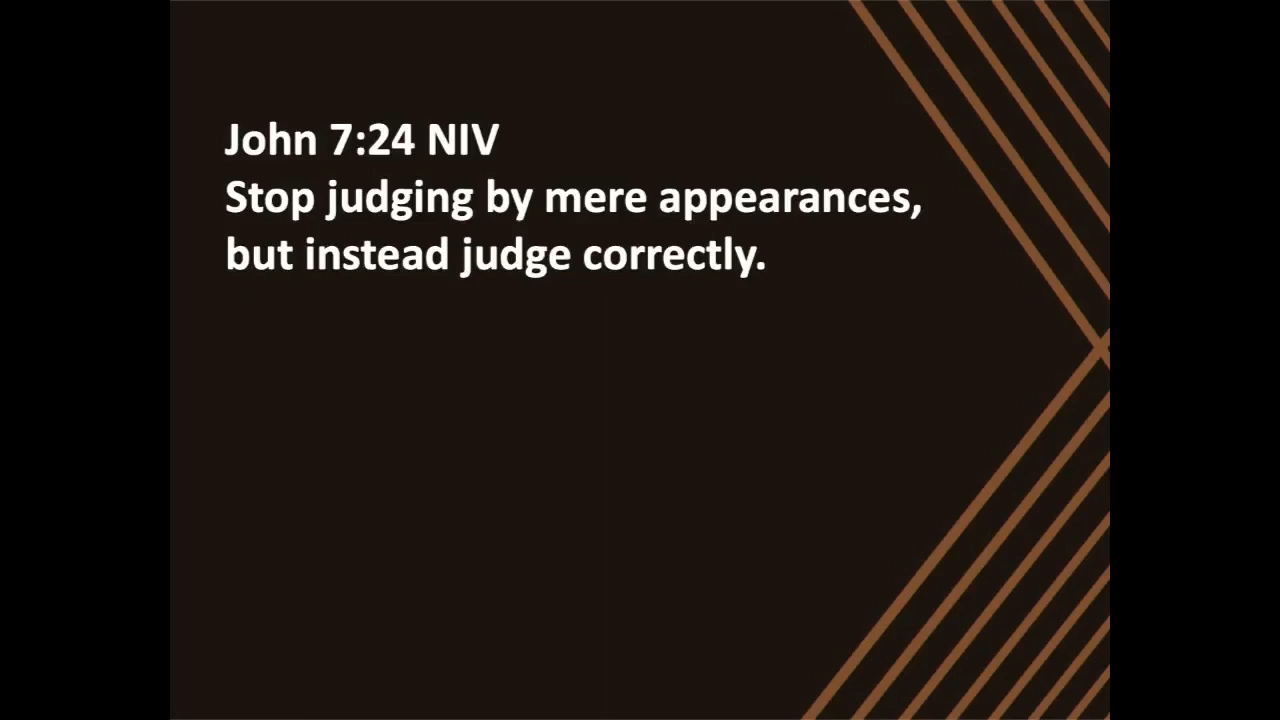 John 7:24 NIV
Stop judging by mere appearances,
but instead judge correctly.